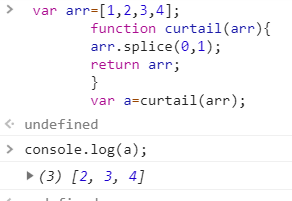 var arr=[1,2,3,4];
function curtail(arr){
arr.splice(0,1);
return arr;
}
var a=curtail(arr);
undefined
console.log(a);
(3) [2, 3, 4]
undefined